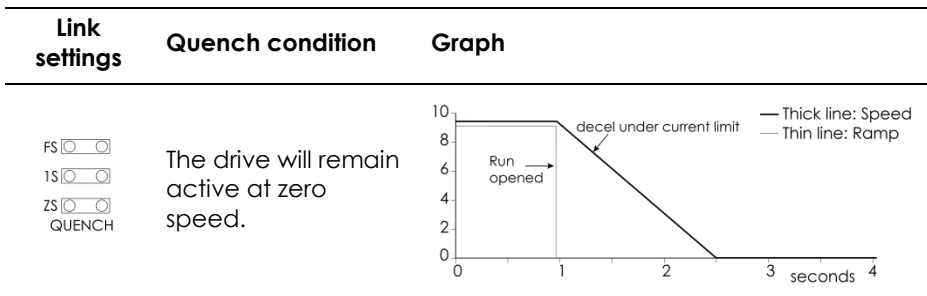 Link settings
Quench condition
Graph
FS
1S
ZS
QUENCH
The drive will remain
active at zero
speed.
10
8
6
4
2
0
0
1
2
3
4
seconds
Run
opened
decel under current limit
Thick line: Speed
Thin line: Ramp